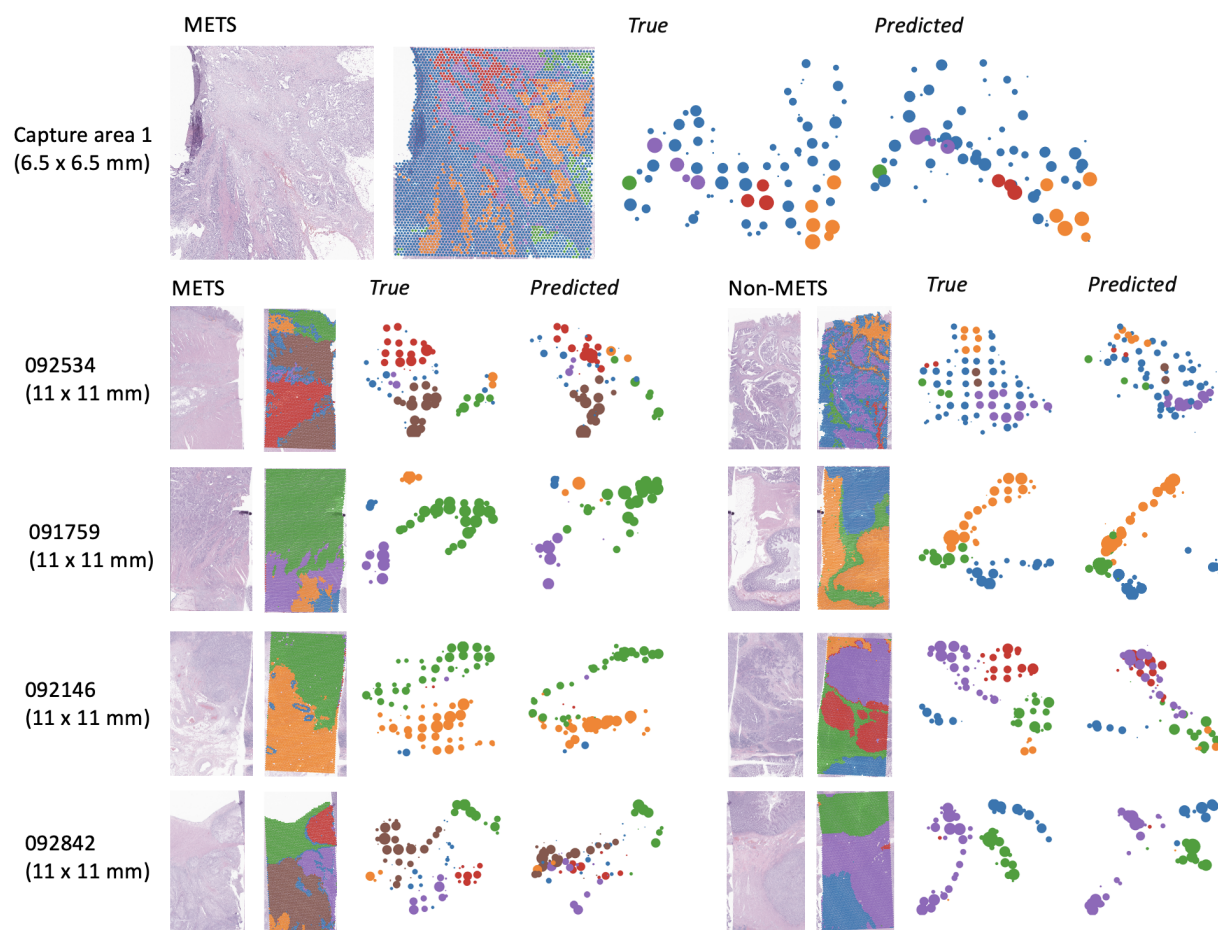 METS
True
Predicted
Capture area 1
(6.5 x 6.5 mm)
METS
True
Predicted
Non-METS
True
Predicted
092534
(11 x 11 mm)
091759
(11 x 11 mm)
092146
(11 x 11 mm)
092842
(11 x 11 mm)